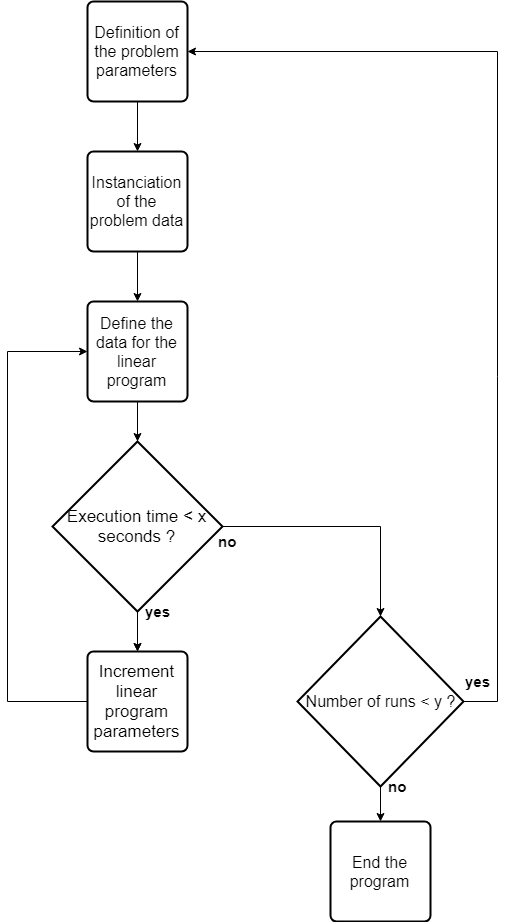 Definition of
the problem
parameters
Instanciation
of the
problem data
Define the
data for the
linear
program
Execution time < x
seconds ?
no
yes
Increment
linear
program
parameters
yes
Number of runs < y ?
no
End the
program